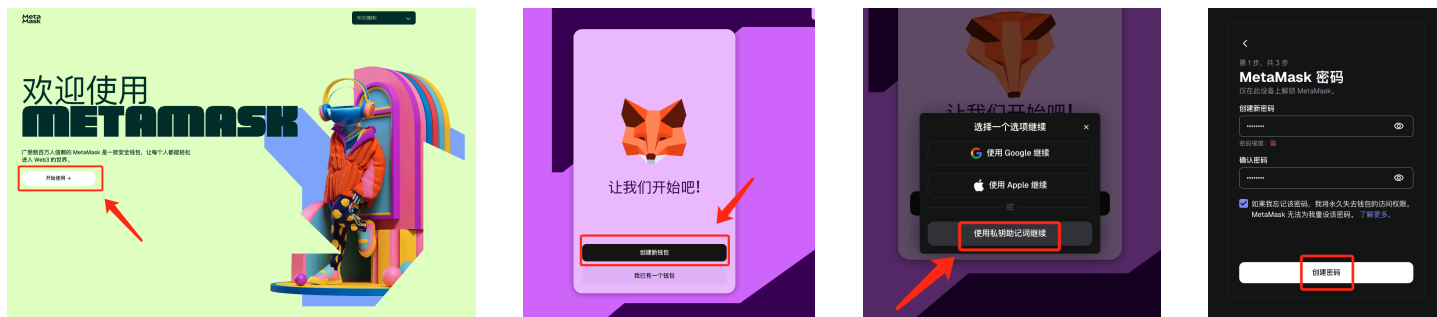 Meta
Mask
中文(简体)
欢迎使用
METAMASK
广受数百万人信赖的 MetaMask 是一款安全钱包，让每个人都能轻松
进入 Web3 的世界。
开始使用 →
让我们开始吧!
创建新钱包
我已有一个钱包
让我们开始吧!
选择一个选项继续
×
使用 Google 继续
使用 Apple 继续
或
使用私钥助记词继续
第 1 步，共 3 步
MetaMask 密码
仅在此设备上解锁 MetaMask。
创建新密码
········
密码强度：弱
确认密码
········
如果我忘记该密码，我将永久失去钱包的访问权限。
MetaMask 无法为我重设该密码。 了解更多。
创建密码